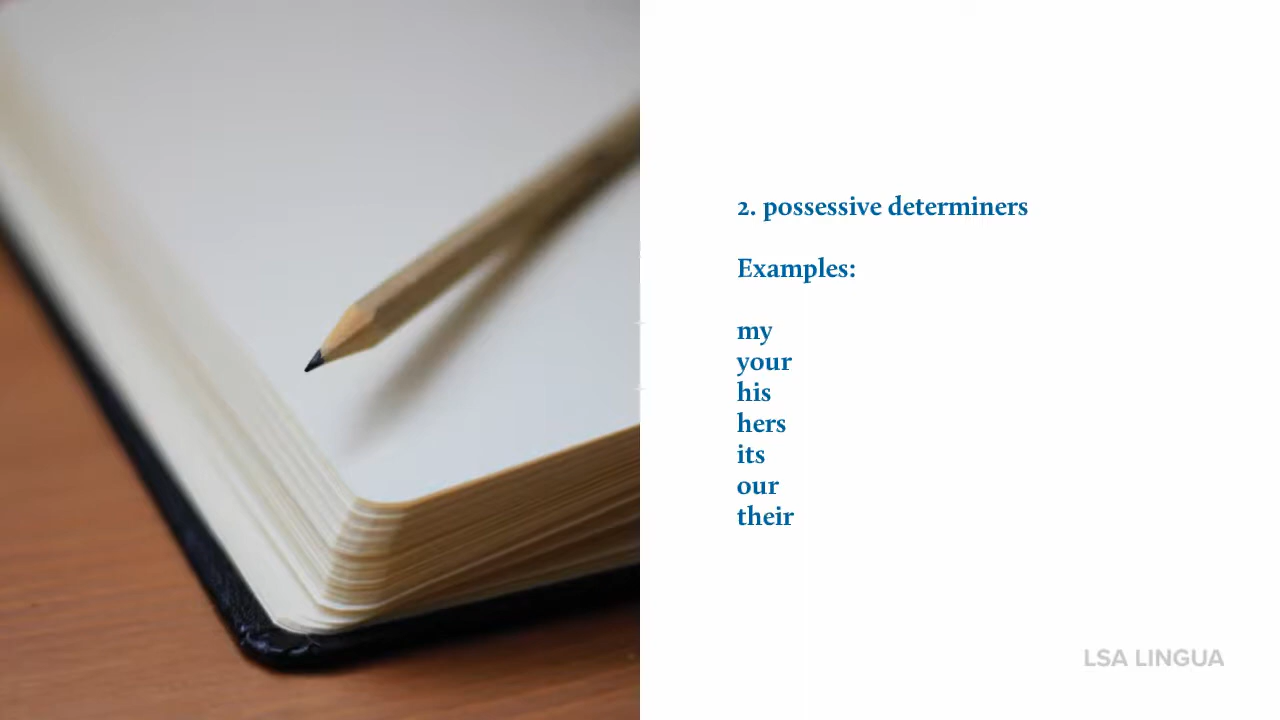 2. possessive determiners
Examples:
my
your
his
hers
its
our
their
LSA LINGUA